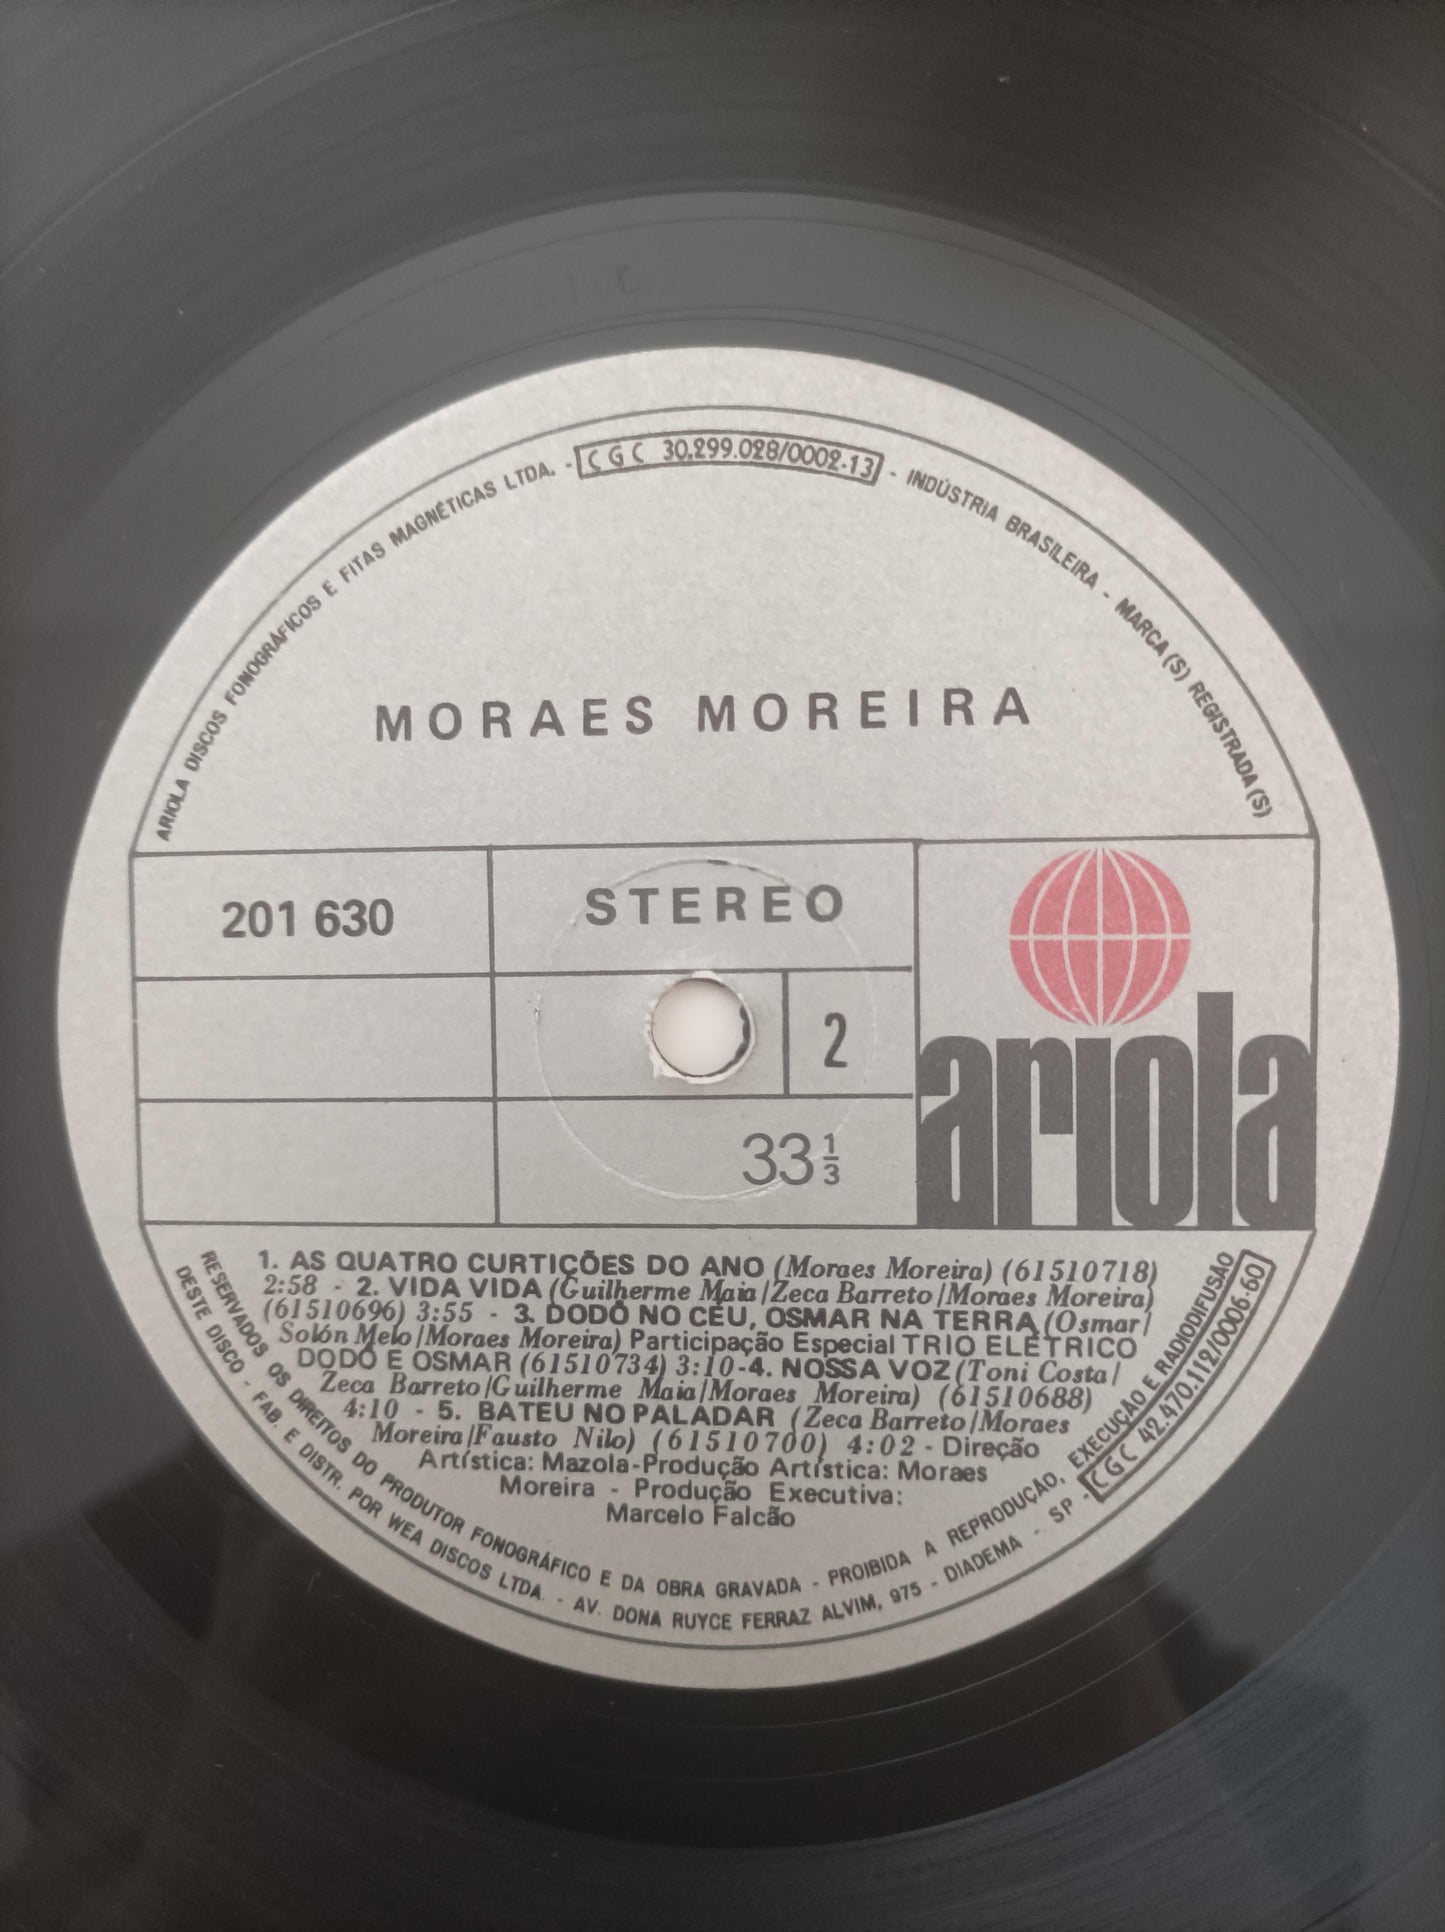 ARIOLA DISCOS FONOGRÁFICOS E FITAS MAGNÉTICAS LTDA. - CGC 30.299.028/0002-13 - INDÚSTRIA BRASILEIRA - MARCA (S) REGISTRADA (S)
MORAES MOREIRA
201 630
STEREO
2
33 1/3
ariola
1. AS QUATRO CURTIÇÕES DO ANO (Moraes Moreira) (61510718)
2:58 - 2. VIDA VIDA (Guilherme Maia/Zeca Barreto/Moraes Moreira)
(61510696) 3:55 - 3. DODÔ NO CÉU, OSMAR NA TERRA (Osmar/
Solón Melo/Moraes Moreira) Participação Especial TRIO ELÉTRICO
DODÔ E OSMAR (61510734) 3:10-4. NOSSA VOZ (Toni Costa/
Zeca Barreto/Guilherme Maia/Moraes Moreira) (61510688)
4:10 - 5. BATEU NO PALADAR (Zeca Barreto/Moraes
Moreira/Fausto Nilo) (61510700) 4:02 - Direção
Artística: Mazola-Produção Artística: Moraes
Moreira - Produção Executiva:
Marcelo Falcão
RESERVADOS OS DIREITOS DO PRODUTOR FONOGRÁFICO E DA OBRA GRAVADA - PROIBIDA A REPRODUÇÃO, EXECUÇÃO E RADIODIFUSÃO
DESTE DISCO - FAB. E DISTR. POR WEA DISCOS LTDA. - AV. DONA RUYCE FERRAZ ALVIM, 975 - DIADEMA - SP - CGC 42.470.112/0006-60